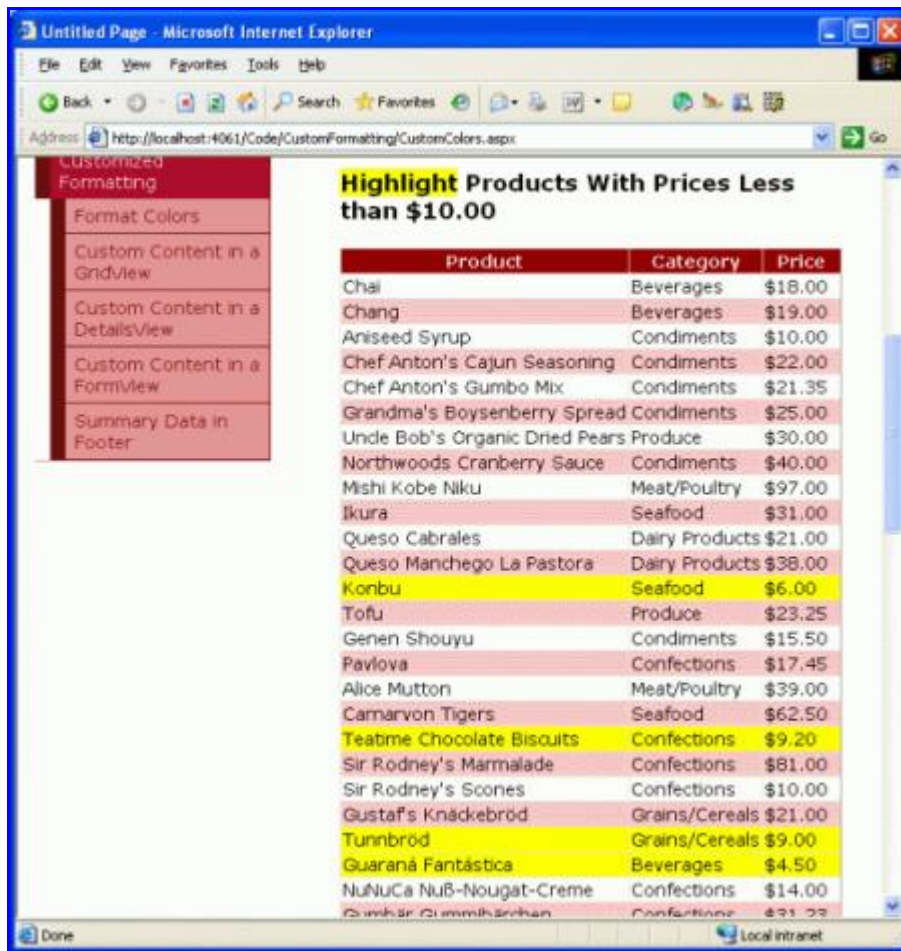 Untitled Page - Microsoft Internet Explorer
File Edit View Favorites Tools Help
Back Search Favorites
Address http://localhost:4061/Code/CustomFormatting/CustomColors.aspx Go
Customized
Formatting
Format Colors
Custom Content in a
GridView
Custom Content in a
DetailsView
Custom Content in a
FormView
Summary Data in
Footer
Highlight Products With Prices Less
than $10.00
Product Category Price
Chai Beverages $18.00
Chang Beverages $19.00
Aniseed Syrup Condiments $10.00
Chef Anton's Cajun Seasoning Condiments $22.00
Chef Anton's Gumbo Mix Condiments $21.35
Grandma's Boysenberry Spread Condiments $25.00
Uncle Bob's Organic Dried Pears Produce $30.00
Northwoods Cranberry Sauce Condiments $40.00
Mishi Kobe Niku Meat/Poultry $97.00
Ikura Seafood $31.00
Queso Cabrales Dairy Products $21.00
Queso Manchego La Pastora Dairy Products $38.00
Konbu Seafood $6.00
Tofu Produce $23.25
Genen Shouyu Condiments $15.50
Pavlova Confections $17.45
Alice Mutton Meat/Poultry $39.00
Carnarvon Tigers Seafood $62.50
Teatime Chocolate Biscuits Confections $9.20
Sir Rodney's Marmalade Confections $81.00
Sir Rodney's Scones Confections $10.00
Gustaf's Knäckebröd Grains/Cereals $21.00
Tunnbröd Grains/Cereals $9.00
Guaraná Fantástica Beverages $4.50
NuNuCa Nuß-Nougat-Creme Confections $14.00
Gumbär Gummibärchen Confections $31.23
Done Local intranet